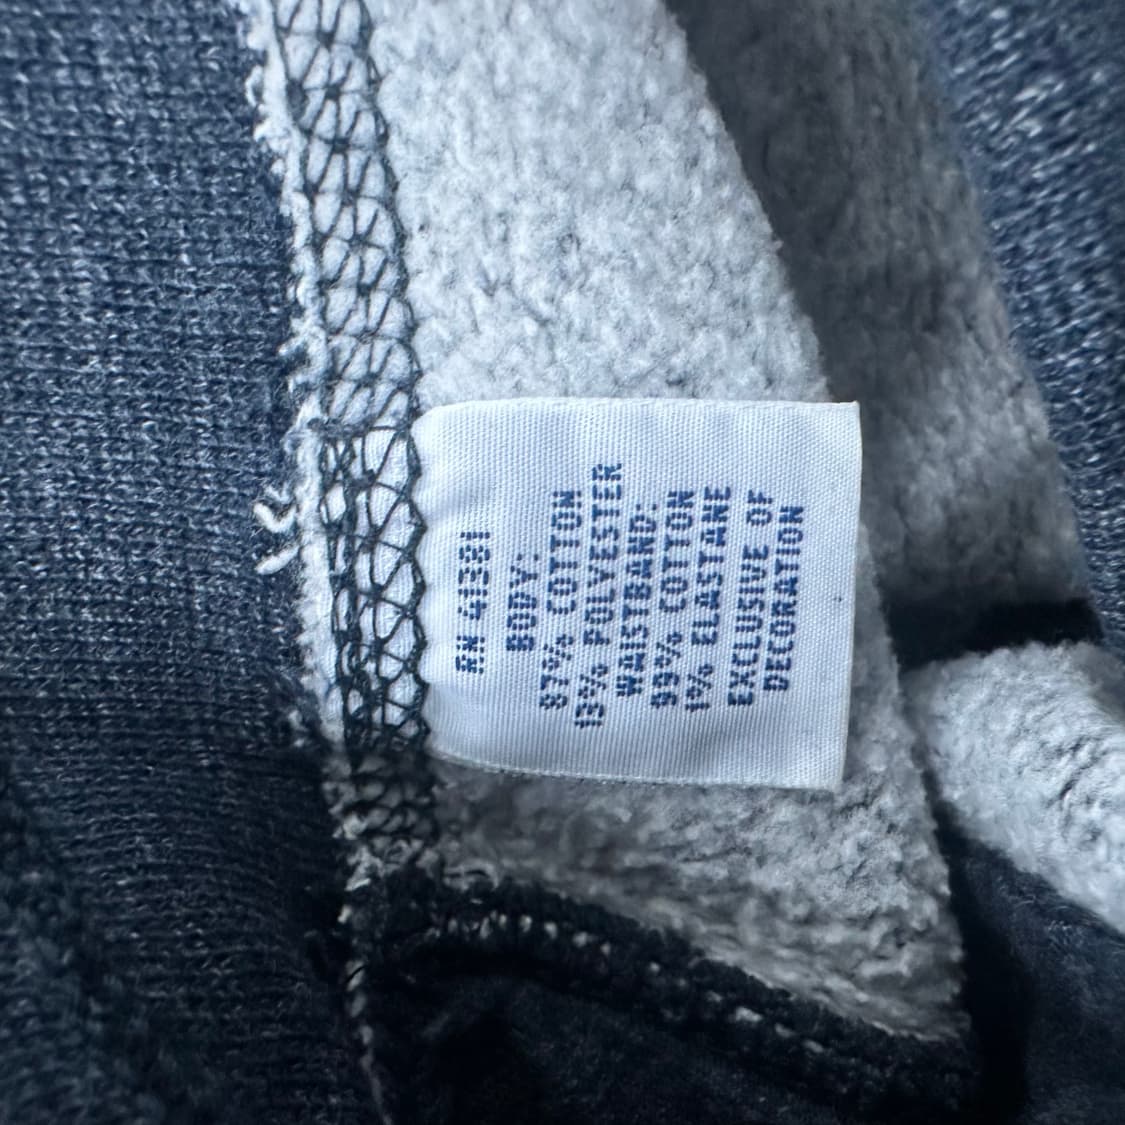 RN 41381
BODY:
87% COTTON
13% POLYESTER
WAISTBAND:
99% COTTON
1% ELASTANE
EXCLUSIVE OF
DECORATION